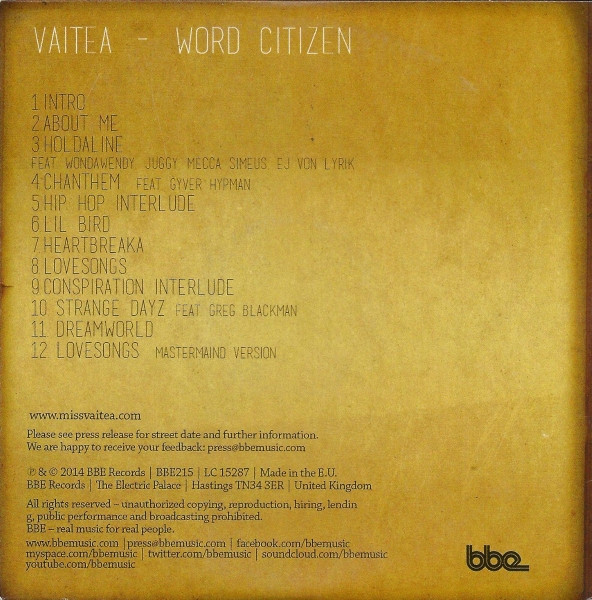 VAITEA - WORD CITIZEN
1 INTRO
2 ABOUT ME
3 HOLDALINE
FEAT WONDAWENDY, JUGGY, MECCA, SIMEUS, EJ VON LYRIK
4 CHANTHEM FEAT GYVER HYPMAN
5 HIP HOP INTERLUDE
6 LIL BIRD
7 HEARTBREAKA
8 LOVESONGS
9 CONSPIRATION INTERLUDE
10 STRANGE DAYZ FEAT GREG BLACKMAN
11 DREAMWORLD
12 LOVESONGS MASTERMAIND VERSION
www.missvaitea.com
Please see press release for street date and further information.
We are happy to receive your feedback: press@bbemusic.com
℗ & © 2014 BBE Records | BBE215 | LC 15287 | Made in the E.U.
BBE Records | The Electric Palace | Hastings TN34 3ER | United Kingdom
All rights reserved – unauthorized copying, reproduction, hiring, lendin
g, public performance and broadcasting prohibited.
BBE – real music for real people.
www.bbemusic.com |press@bbemusic.com | facebook.com/bbemusic
myspace.com/bbemusic | twitter.com/bbemusic | soundcloud.com/bbemusic
youtube.com/bbemusic
bbe